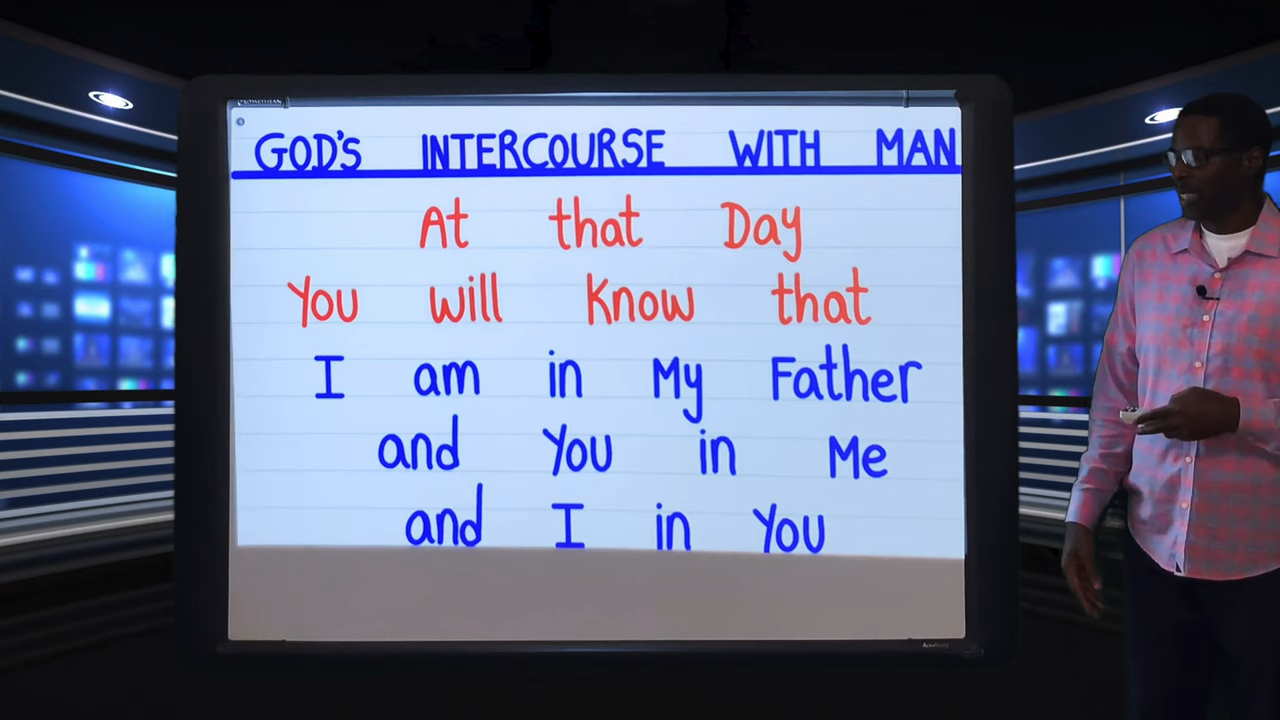 GOD'S INTERCOURSE WITH MAN
At that Day
You will know that
I am in My Father
and You in Me
and I in You